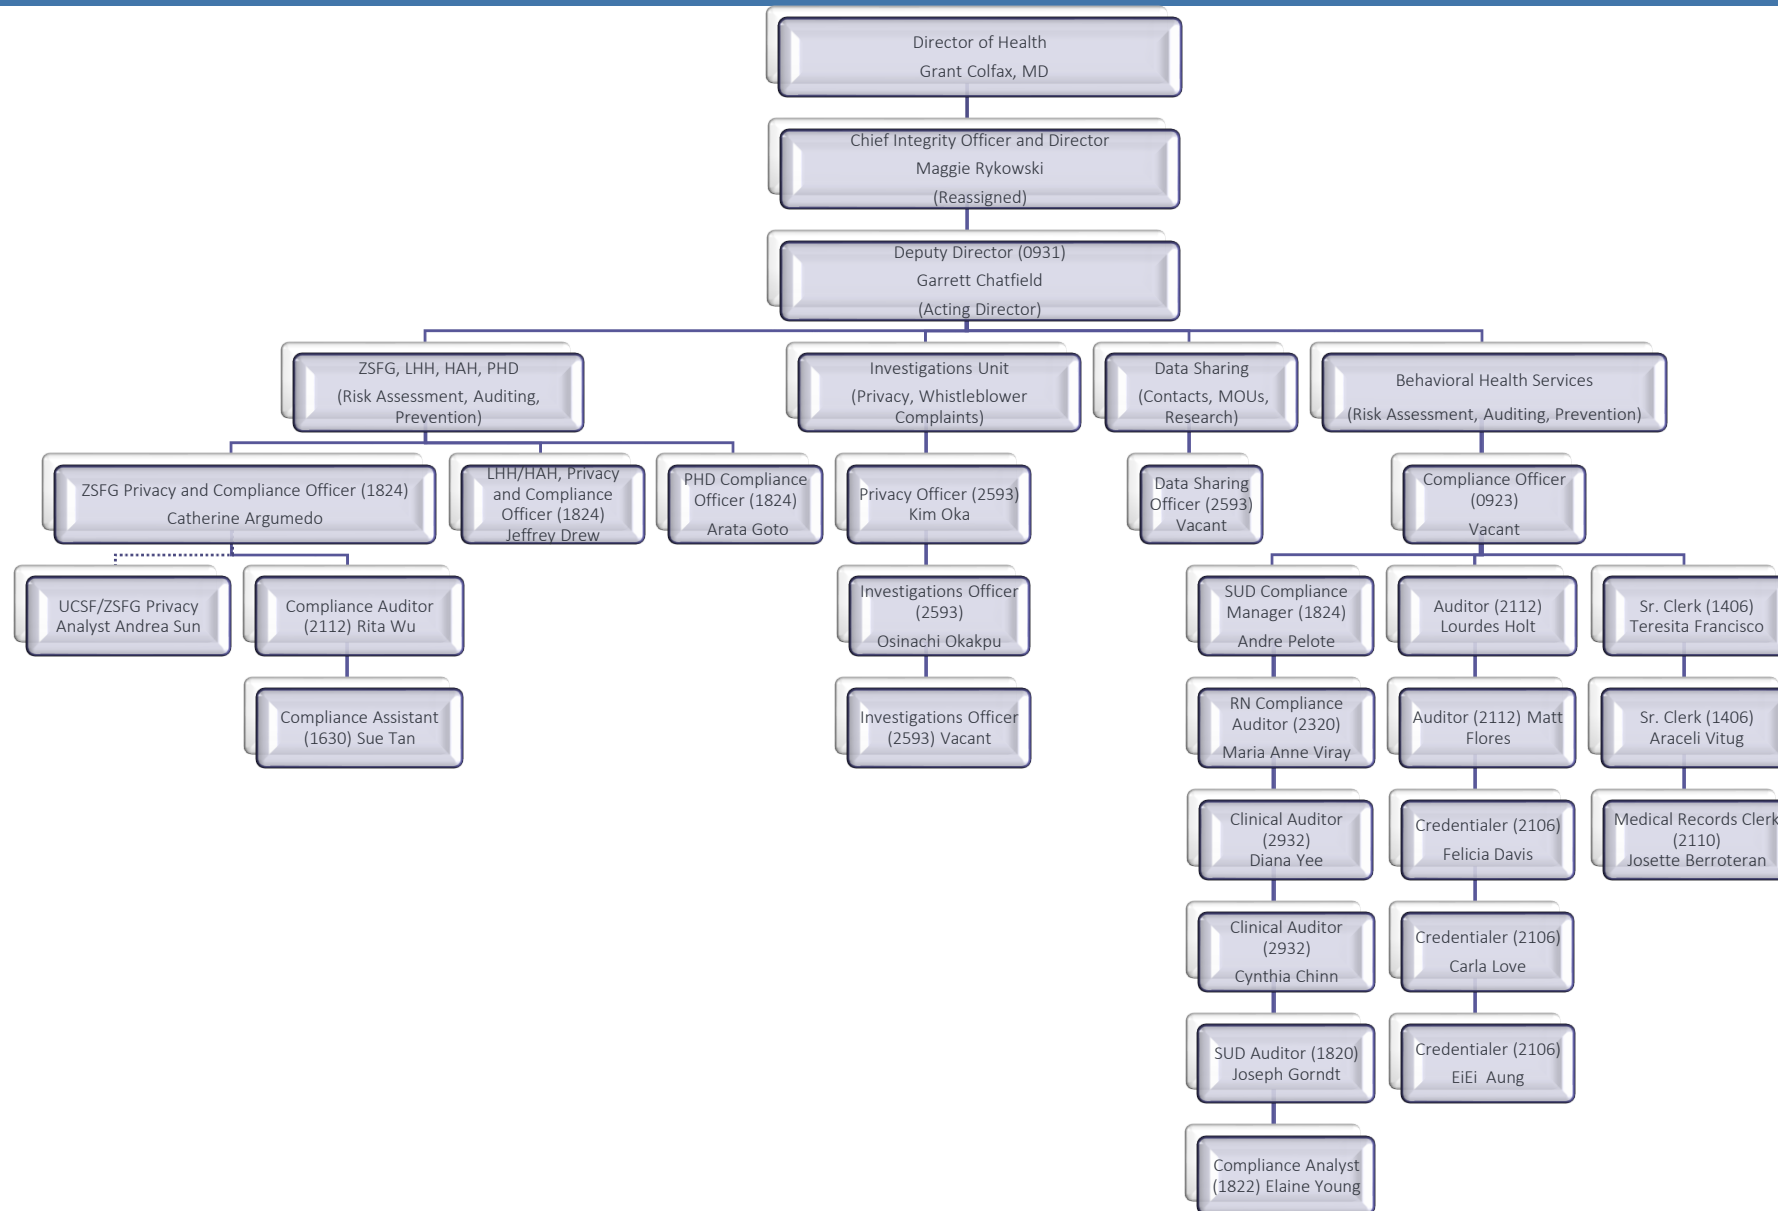 Director of Health
Grant Colfax, MD
Chief Integrity Officer and Director
Maggie Rykowski
(Reassigned)
Deputy Director (0931)
Garrett Chatfield
(Acting Director)
ZSFG, LHH, HAH, PHD
(Risk Assessment, Auditing,
Prevention)
Investigations Unit
(Privacy, Whistleblower
Complaints)
Data Sharing
(Contacts, MOUs,
Research)
Behavioral Health Services
(Risk Assessment, Auditing, Prevention)
ZSFG Privacy and Compliance Officer (1824)
Catherine Argumedo
LHH/HAH, Privacy
and Compliance
Officer (1824)
Jeffrey Drew
PHD Compliance
Officer (1824)
Arata Goto
Privacy Officer (2593)
Kim Oka
Data Sharing
Officer (2593)
Vacant
Compliance Officer
(0923)
Vacant
UCSF/ZSFG Privacy
Analyst Andrea Sun
Compliance Auditor
(2112) Rita Wu
Investigations Officer
(2593)
Osinachi Okakpu
SUD Compliance
Manager (1824)
Andre Pelote
Auditor (2112)
Lourdes Holt
Sr. Clerk (1406)
Teresita Francisco
Compliance Assistant
(1630) Sue Tan
Investigations Officer
(2593) Vacant
RN Compliance
Auditor (2320)
Maria Anne Viray
Auditor (2112) Matt
Flores
Sr. Clerk (1406)
Araceli Vitug
Clinical Auditor
(2932)
Diana Yee
Credentialer (2106)
Felicia Davis
Medical Records Clerk
(2110)
Josette Berroteran
Clinical Auditor
(2932)
Cynthia Chinn
Credentialer (2106)
Carla Love
SUD Auditor (1820)
Joseph Gorndt
Credentialer (2106)
EiEi Aung
Compliance Analyst
(1822) Elaine Young